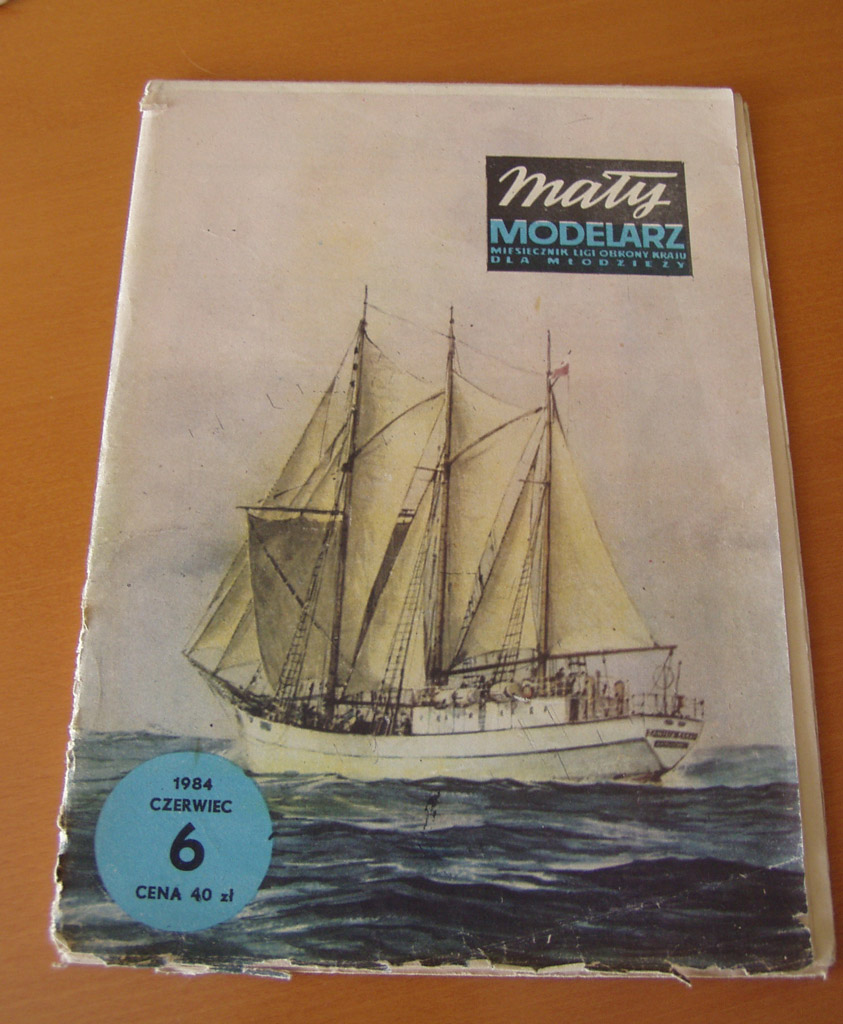 Mały
MODELARZ
MIESIĘCZNIK LIGI OBRONY KRAJU
DLA MŁODZIEŻY
1984
CZERWIEC
6
CENA 40 zł